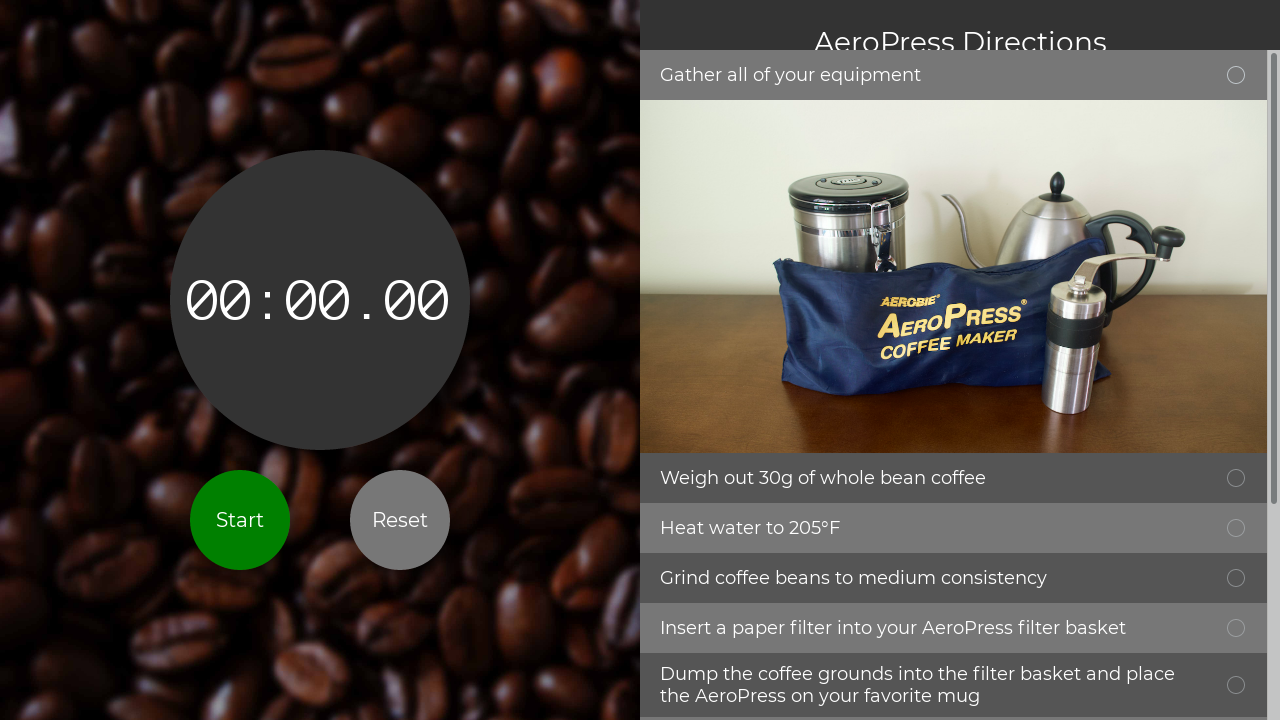 00:00.00
Start
Reset
AeroPress Directions
Gather all of your equipment
AEROBIE®
AEROPRESS®
COFFEE MAKER
Weigh out 30g of whole bean coffee
Heat water to 205°F
Grind coffee beans to medium consistency
Insert a paper filter into your AeroPress filter basket
Dump the coffee grounds into the filter basket and place
the AeroPress on your favorite mug